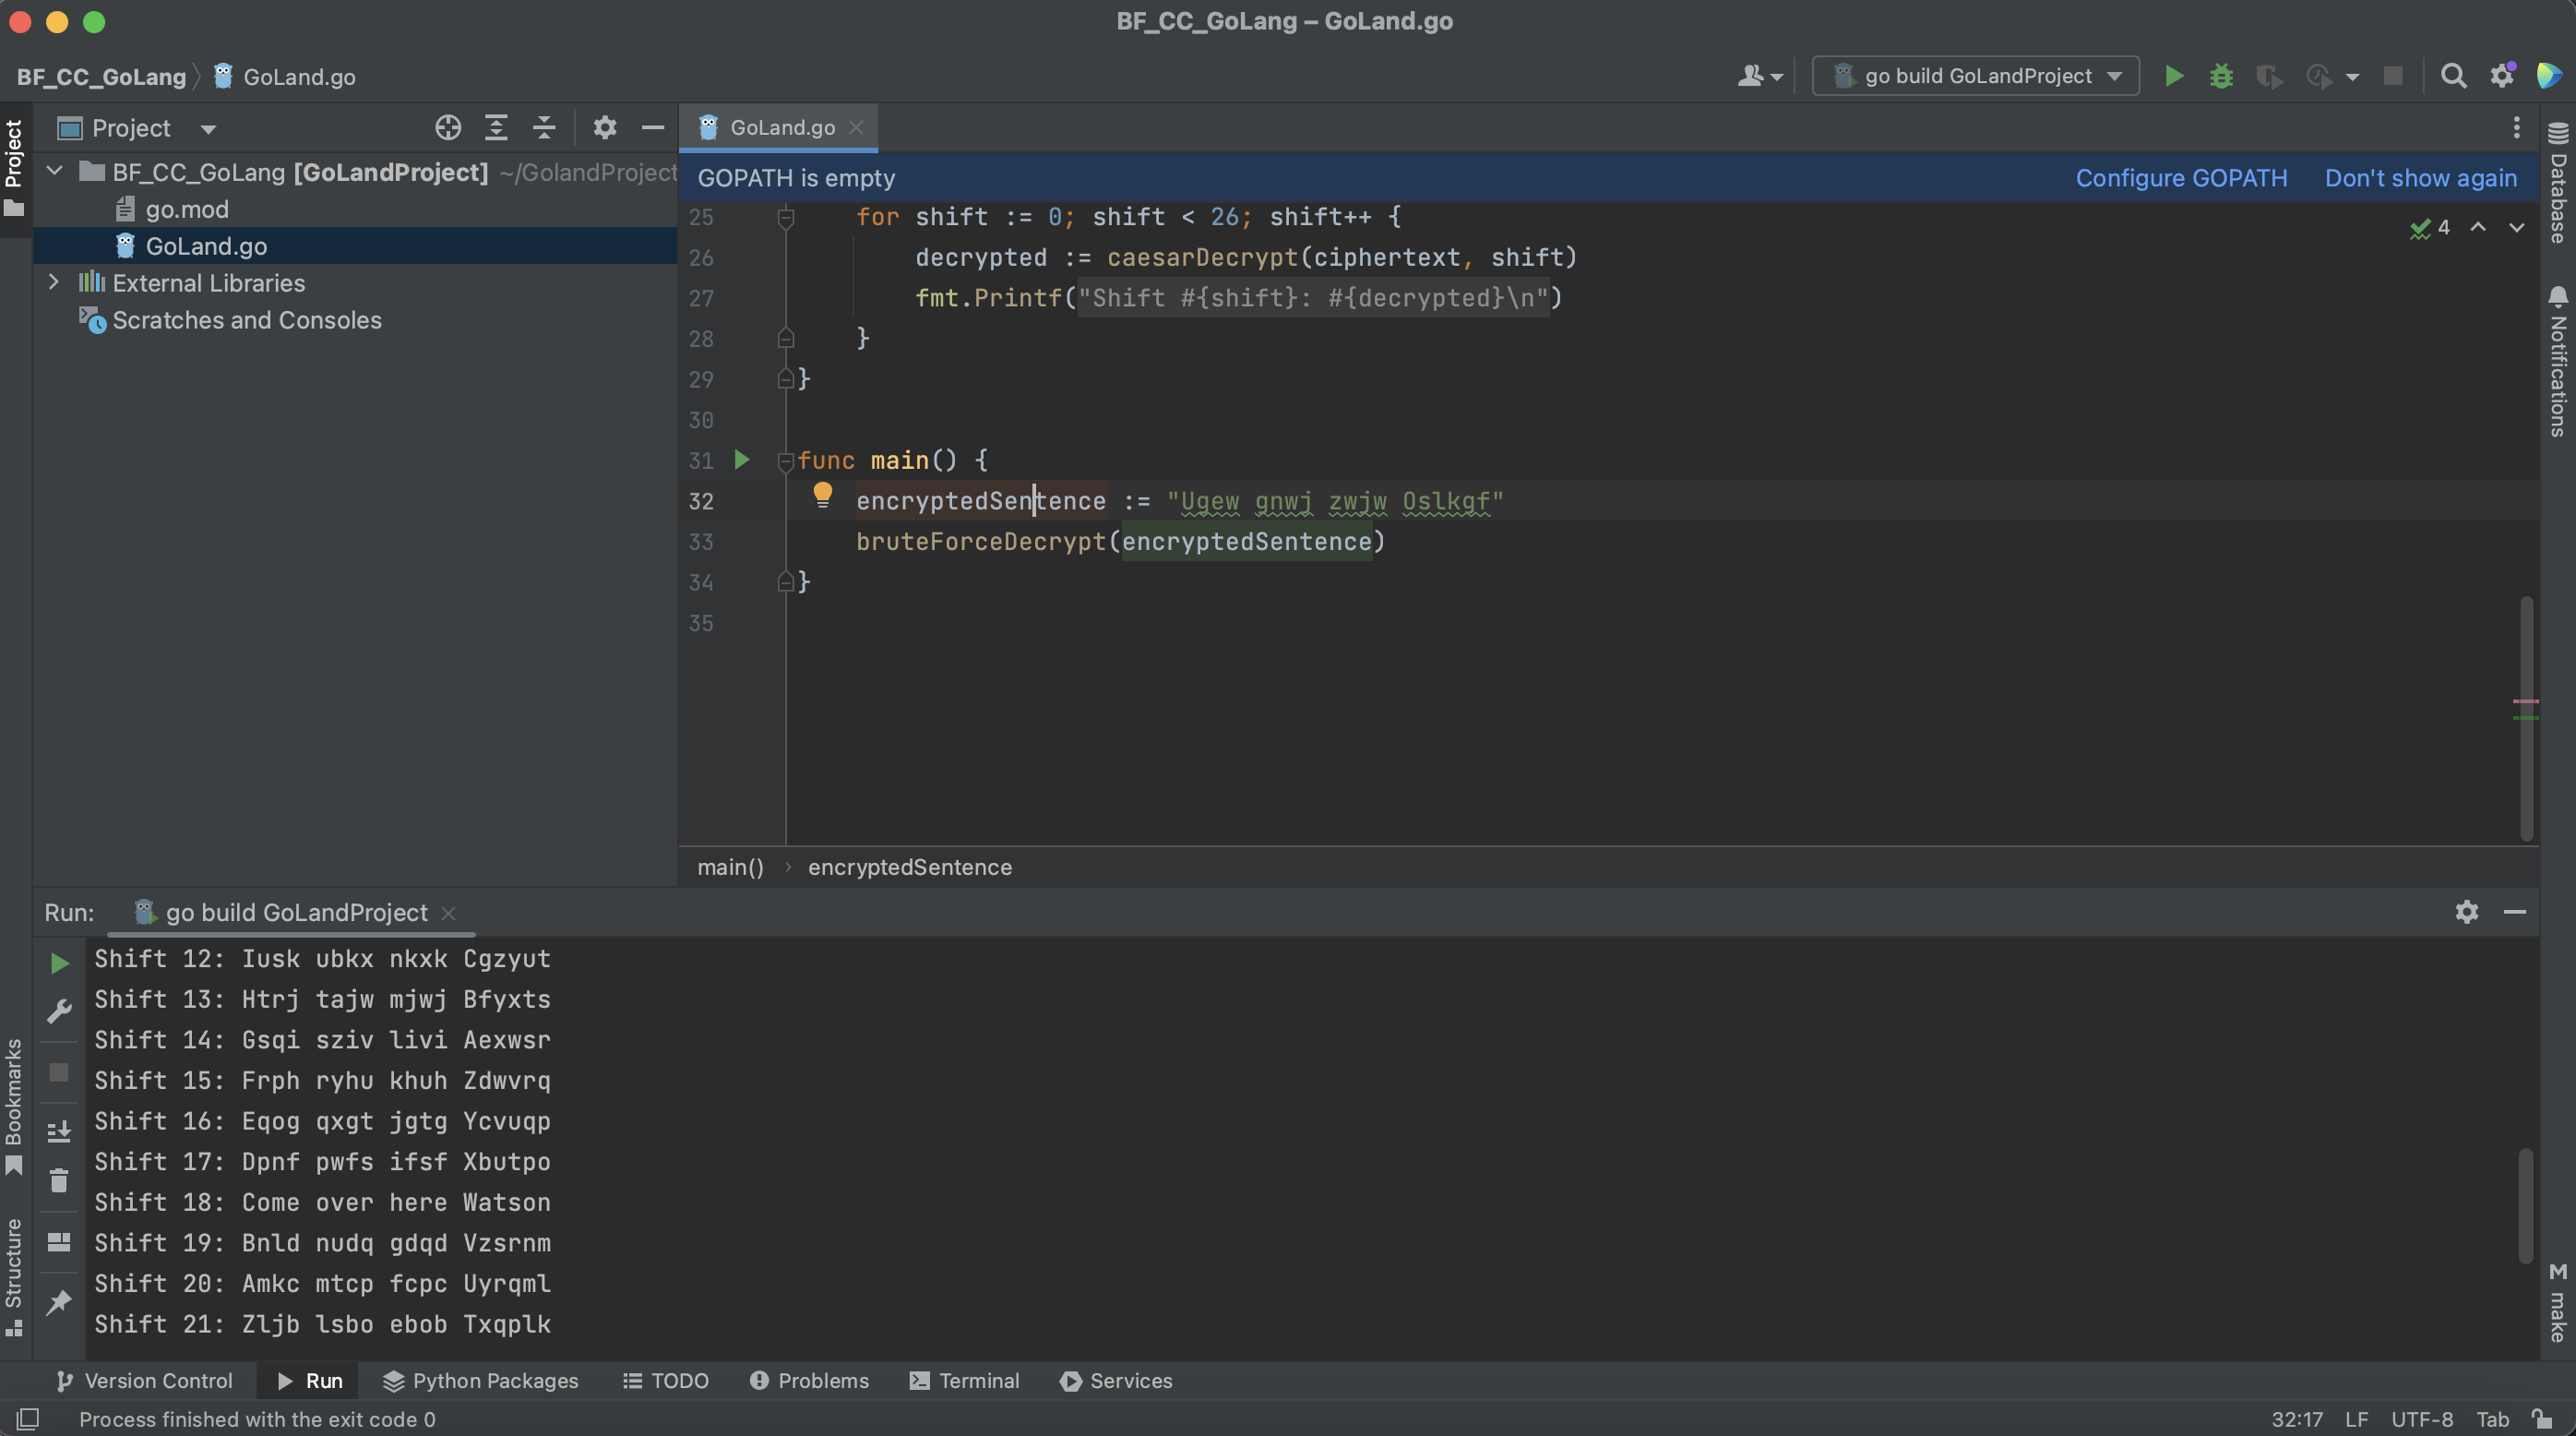 BF_CC_GoLang – GoLand.go
BF_CC_GoLang
GoLand.go
go build GoLandProject
Project
Project
BF_CC_GoLang [GoLandProject] ~/GolandProject
go.mod
GoLand.go
External Libraries
Scratches and Consoles
GoLand.go
GOPATH is empty
Configure GOPATH
Don't show again
4
25 for shift := 0; shift < 26; shift++ {
26 decrypted := caesarDecrypt(ciphertext, shift)
27 fmt.Printf("Shift #{shift}: #{decrypted}\n")
28 }
29 }
30
31 func main() {
32 encryptedSentence := "Ugew gnwj zwjw Oslkgf"
33 bruteForceDecrypt(encryptedSentence)
34 }
35
main() › encryptedSentence
Database
Notifications
make
Run:
go build GoLandProject
Shift 12: Iusk ubkx nkxk Cgzyut
Shift 13: Htrj tajw mjwj Bfyxts
Shift 14: Gsqi sziv livi Aexwsr
Shift 15: Frph ryhu khuh Zdwvrq
Shift 16: Eqog qxgt jgtg Ycvuqp
Shift 17: Dpnf pwfs ifsf Xbutpo
Shift 18: Come over here Watson
Shift 19: Bnld nudq gdqd Vzsrnm
Shift 20: Amkc mtcp fcpc Uyrqml
Shift 21: Zljb lsbo ebob Txqplk
Bookmarks
Structure
Version Control
Run
Python Packages
TODO
Problems
Terminal
Services
Process finished with the exit code 0
32:17 LF UTF-8 Tab